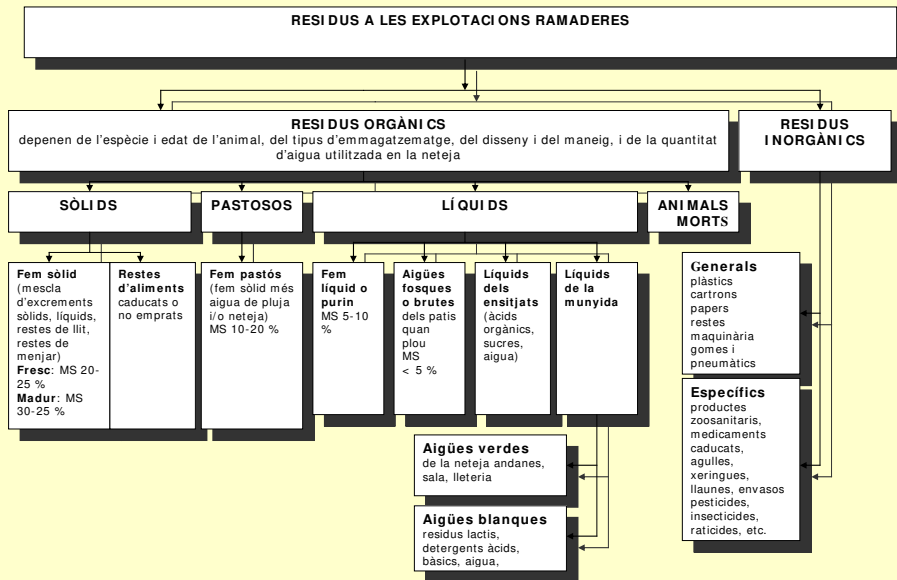 RESIDUS A LES EXPLOTACIONS RAMADERES
RESIDUS ORGÀNICS
depenen de l'espècie i edat de l'animal, del tipus d'emmagatzematge, del disseny i del maneig, i de la quantitat
d'aigua utilitzada en la neteja
RESIDUS
INORGÀNICS
SÒLIDS
PASTOSOS
LÍQUIDS
ANIMALS
MORTS
Fem sòlid
(mescla
d'excrements
sòlids, líquids,
restes de llit,
restes de
menjar)
Fresc: MS 20-
25 %
Madur: MS
30-25 %
Restes
d'aliments
caducats o
no emprats
Fem pastós
(fem sòlid més
aigua de pluja
i/o neteja)
MS 10-20 %
Fem
líquid o
purin
MS 5-10
%
Aigües
fosques
o brutes
dels patis
quan
plou
MS
< 5 %
Líquids
dels
ensitjats
(àcids
orgànics,
sucres,
aigua)
Líquids
de la
munyida
Generals
plàstics
cartrons
papers
restes
maquinària
gomes i
pneumàtics
Específics
productes
zoosanitaris,
medicaments
caducats,
agulles,
xeringues,
llaunes, envasos
pesticides,
insecticides,
raticides, etc.
Aigües verdes
de la neteja andanes,
sala, lleteria
Aigües blanques
residus lactis,
detergents àcids,
bàsics, aigua,